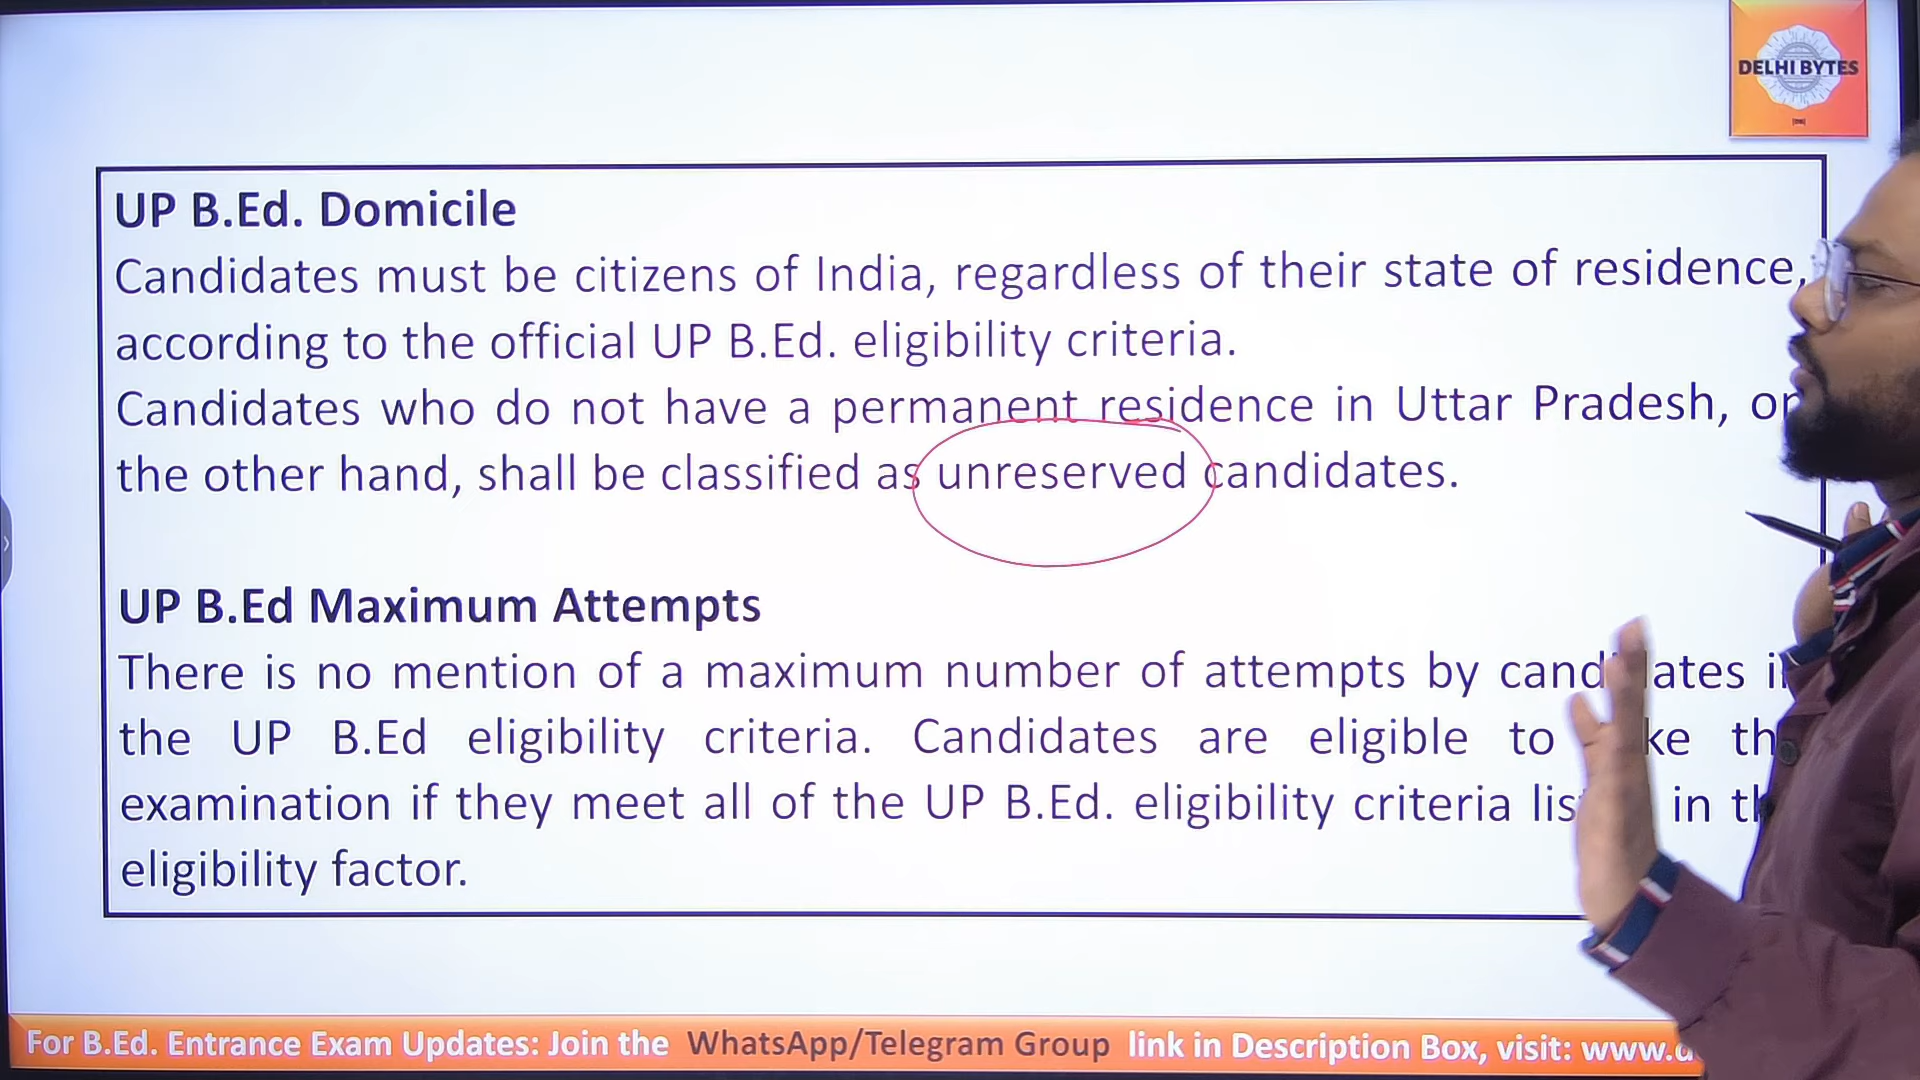 DELHI BYTES
UP B.Ed. Domicile
Candidates must be citizens of India, regardless of their state of residence,
according to the official UP B.Ed. eligibility criteria.
Candidates who do not have a permanent residence in Uttar Pradesh, on
the other hand, shall be classified as unreserved candidates.
UP B.Ed Maximum Attempts
There is no mention of a maximum number of attempts by candidates in
the UP B.Ed eligibility criteria. Candidates are eligible to
examination if they meet all of the UP B.Ed. eligibility criteria in
eligibility factor.
For B.Ed. Entrance Exam Updates: Join the WhatsApp/Telegram Group link in Description Box, visit: www.d